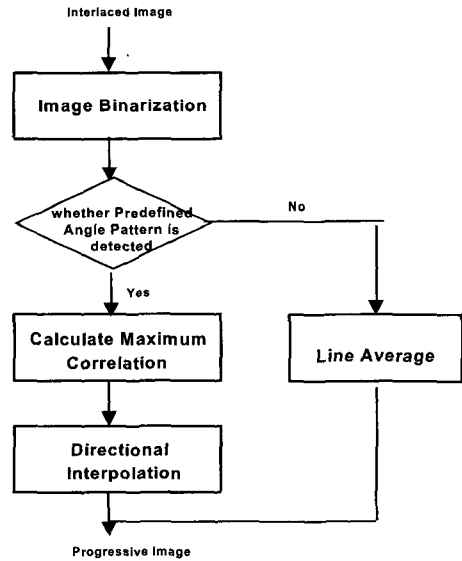 Interlaced Image
Image Binarization
whether Predefined
Angle Pattern is
detected
No
Yes
Calculate Maximum
Correlation
Line Average
Directional
Interpolation
Progressive Image